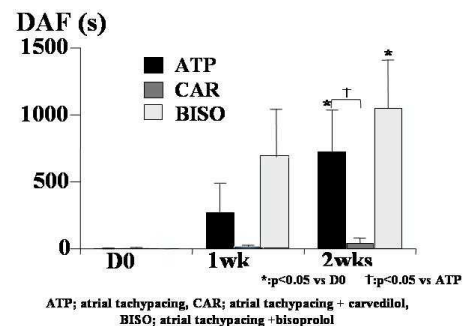 DAF (s)
1500
1000
500
0
ATP
CAR
BISO
*
†
*
D0
1wk
2wks
*:p<0.05 vs D0 †:p<0.05 vs ATP
ATP; atrial tachypacing, CAR; atrial tachypacing + carvedilol,
BISO; atrial tachypacing +bisoprolol